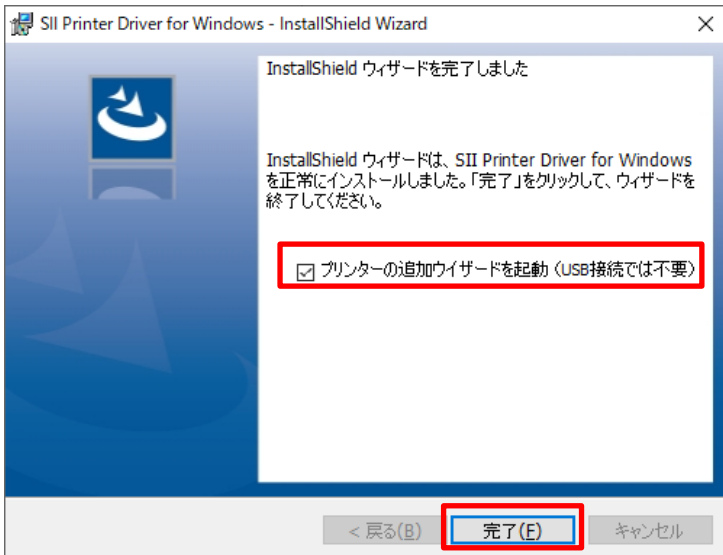 SII Printer Driver for Windows - InstallShield Wizard
InstallShield ウィザードを完了しました
InstallShield ウィザードは、SII Printer Driver for Windows
を正常にインストールしました。「完了」をクリックして、ウィザードを
終了してください。
プリンターの追加ウイザードを起動（USB接続では不要）
< 戻る(B)
完了(F)
キャンセル